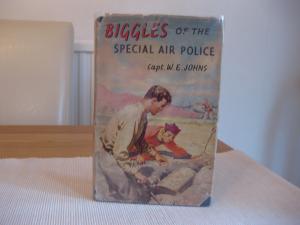 BIGGLES OF THE
SPECIAL AIR POLICE
Capt. W. E. JOHNS